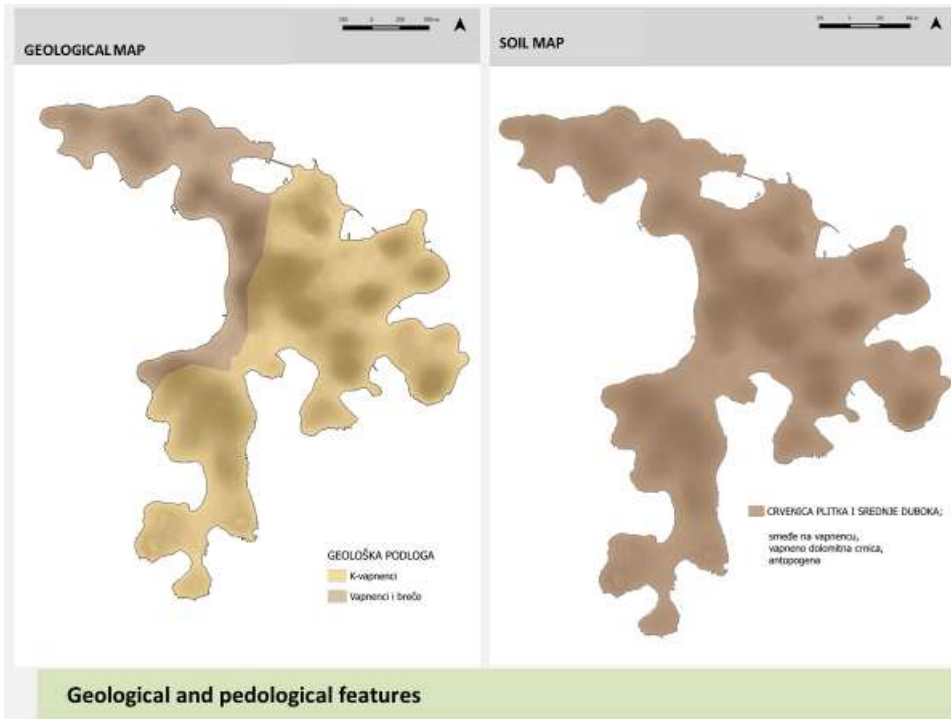 GEOLOGICAL MAP
GEOLOŠKA PODLOGA
K-vapnenci
Vapnenci i breče
SOIL MAP
CRVENICA PLITKA I SREDNJE DUBOKA;
smeđe na vapnencu,
vapneno dolomitna crnica,
antopogena
Geological and pedological features